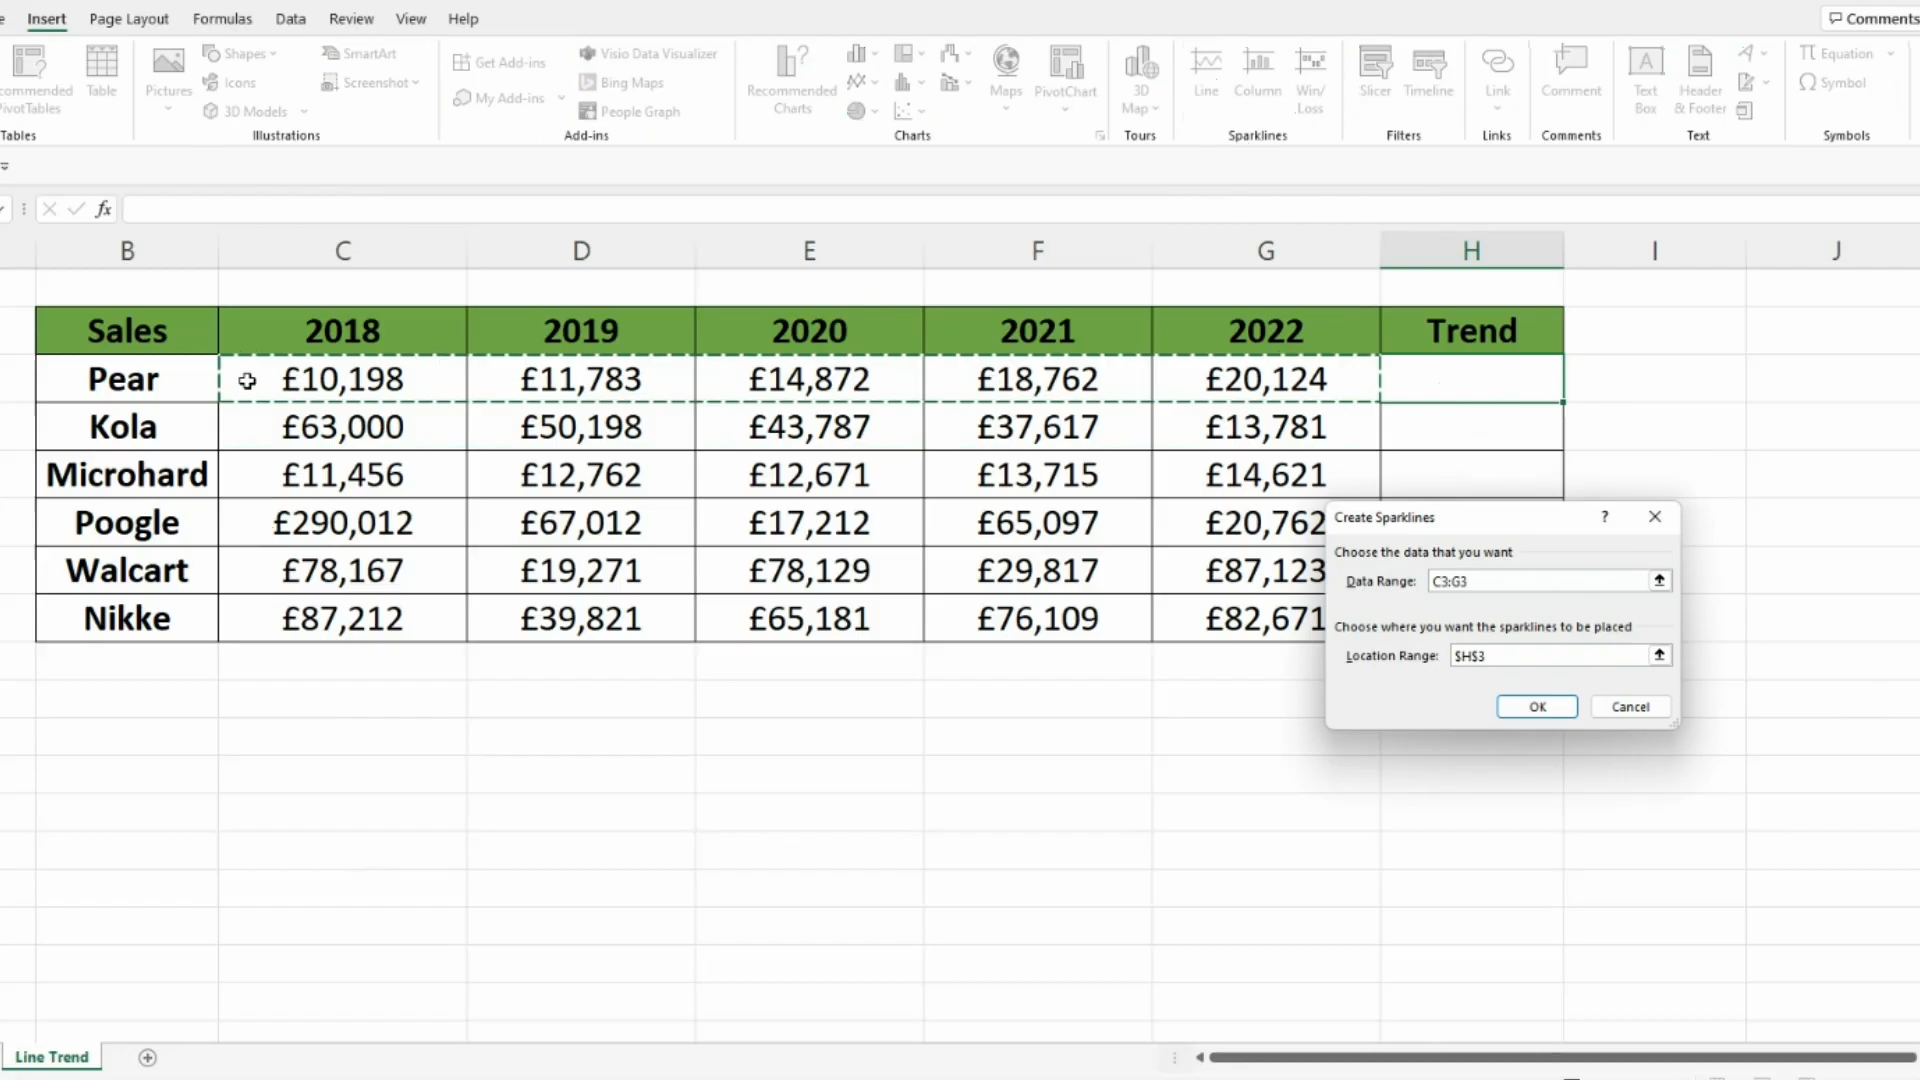 Insert Page Layout Formulas Data Review View Help Comments
Shapes SmartArt Get Add-ins Visio Data Visualizer Equation
Icons Screenshot My Add-ins Bing Maps Symbol
3D Models People Graph
PivotTables Table Pictures Recommended Charts Maps PivotChart 3D Map Line Column Win/ Loss Slicer Timeline Link Comment Text Box Header & Footer
Tables Illustrations Add-ins Charts Tours Sparklines Filters Links Comments Text Symbols
fx
B C D E F G H I J
Sales 2018 2019 2020 2021 2022 Trend
Pear £10,198 £11,783 £14,872 £18,762 £20,124
Kola £63,000 £50,198 £43,787 £37,617 £13,781
Microhard £11,456 £12,762 £12,671 £13,715 £14,621
Poogle £290,012 £67,012 £17,212 £65,097 £20,762
Walcart £78,167 £19,271 £78,129 £29,817 £87,123
Nikke £87,212 £39,821 £65,181 £76,109 £82,671
Create Sparklines ?
Choose the data that you want
Data Range: C3:G3
Choose where you want the sparklines to be placed
Location Range: $H$3
OK Cancel
Line Trend